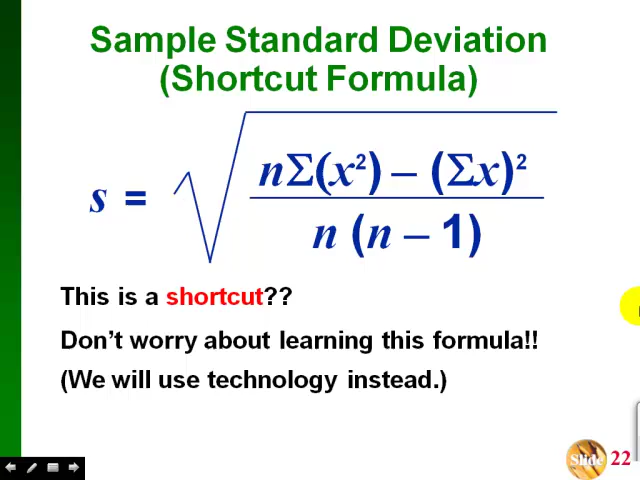 Sample Standard Deviation
(Shortcut Formula)
s = √ nΣ(x²) – (Σx)²
n (n – 1)
This is a shortcut??
Don't worry about learning this formula!!
(We will use technology instead.)
Slide 22